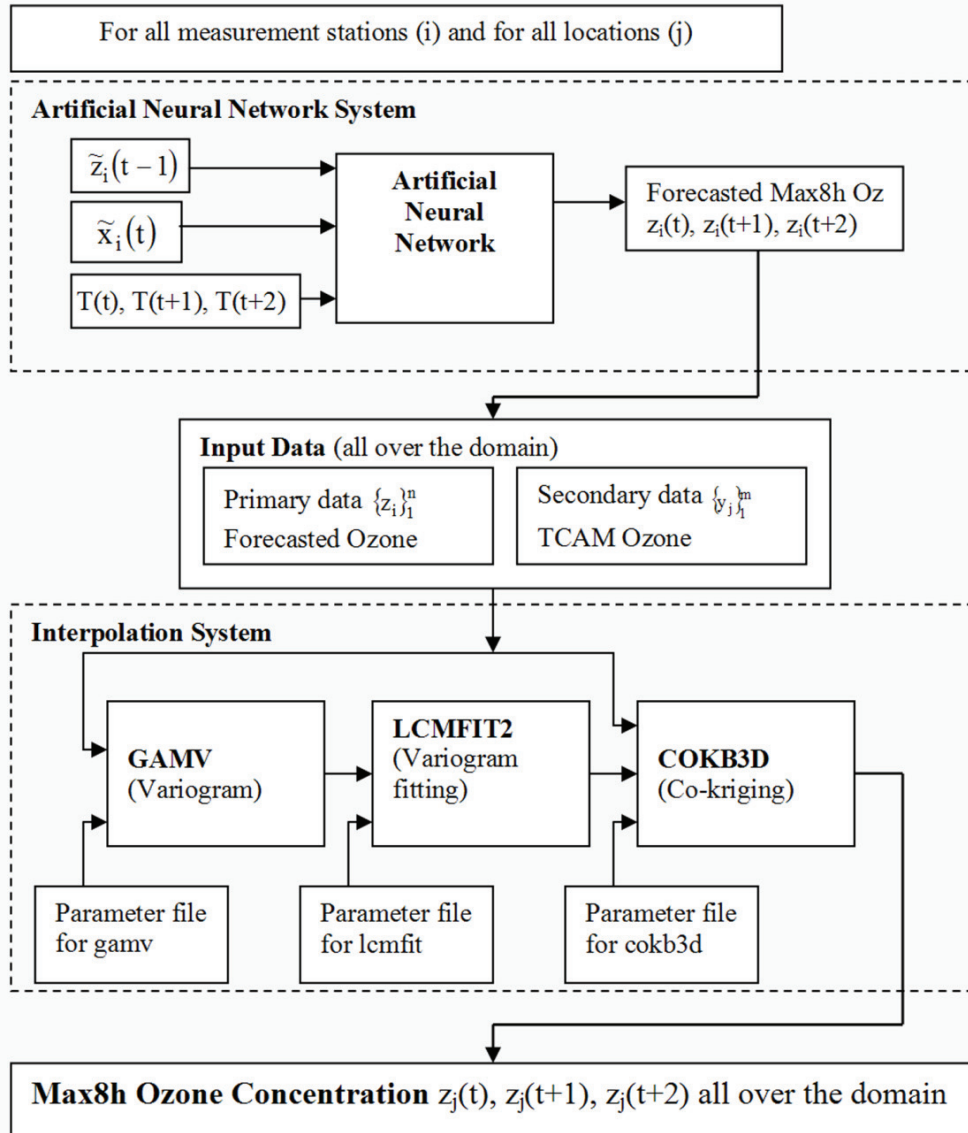 For all measurement stations (i) and for all locations (j)
Artificial Neural Network System
z̃ᵢ(t − 1)
x̃ᵢ(t)
T(t), T(t+1), T(t+2)
Artificial
Neural
Network
Forecasted Max8h Oz
zᵢ(t), zᵢ(t+1), zᵢ(t+2)
Input Data (all over the domain)
Primary data {zᵢ}₁ⁿ
Forecasted Ozone
Secondary data {yⱼ}₁ᵐ
TCAM Ozone
Interpolation System
GAMV
(Variogram)
LCMFIT2
(Variogram
fitting)
COKB3D
(Co-kriging)
Parameter file
for gamv
Parameter file
for lcmfit
Parameter file
for cokb3d
Max8h Ozone Concentration zⱼ(t), zⱼ(t+1), zⱼ(t+2) all over the domain